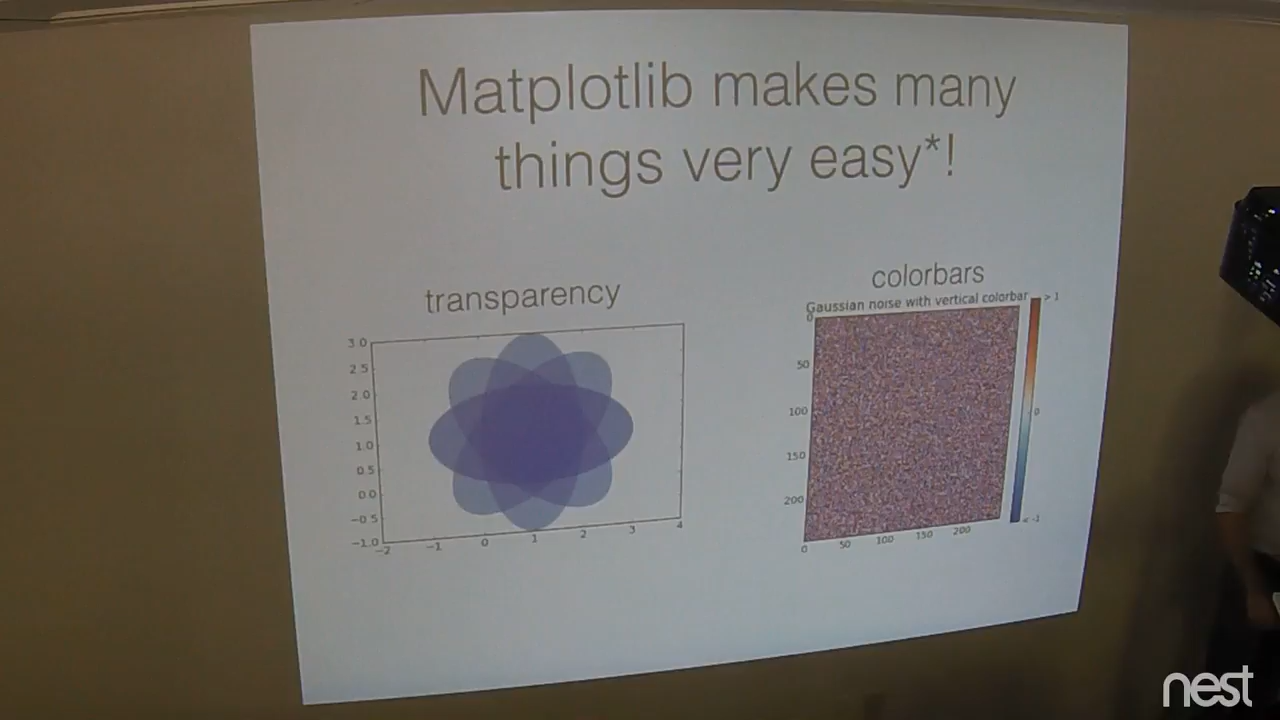 Matplotlib makes many
things very easy*!
transparency
colorbars
Gaussian noise with vertical colorbar
3.0
2.5
2.0
1.5
1.0
0.5
0.0
−0.5
−1.0
−2 −1 0 1 2 3 4
0
50
100
150
200
0 50 100 150 200
> 1
0
< -1
nest